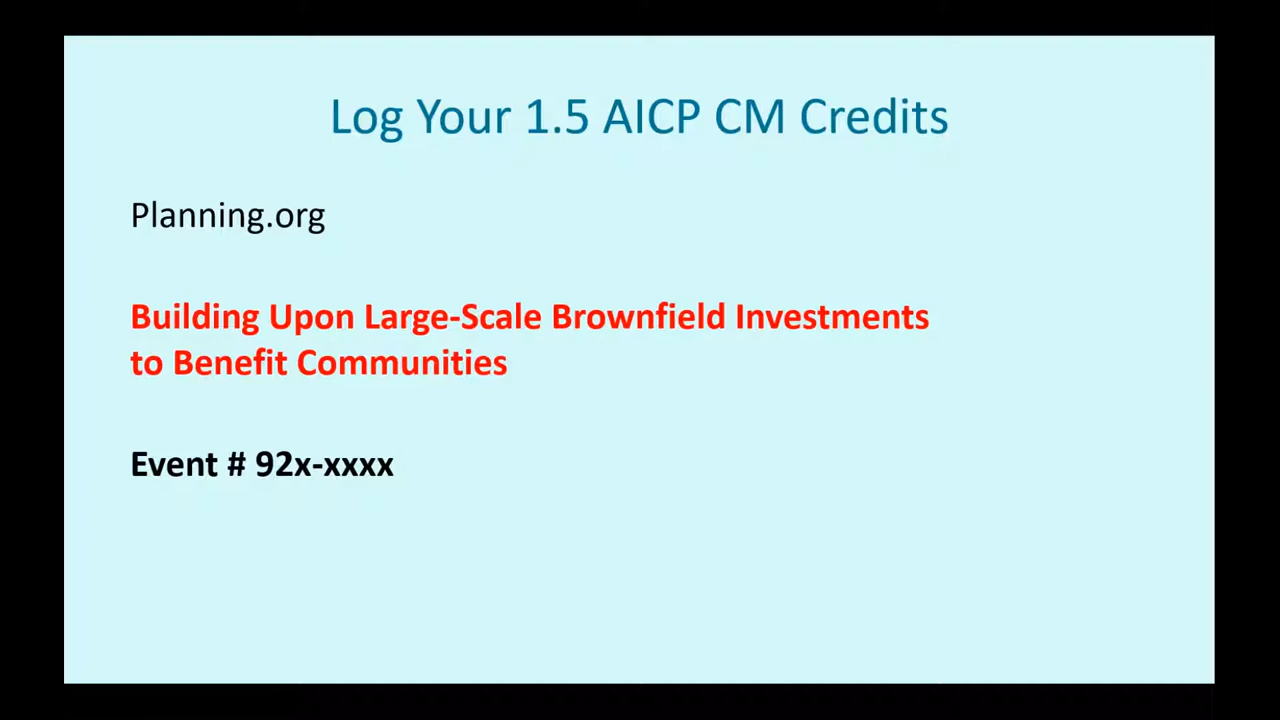 Log Your 1.5 AICP CM Credits
Planning.org
Building Upon Large-Scale Brownfield Investments
to Benefit Communities
Event # 92x-xxxx